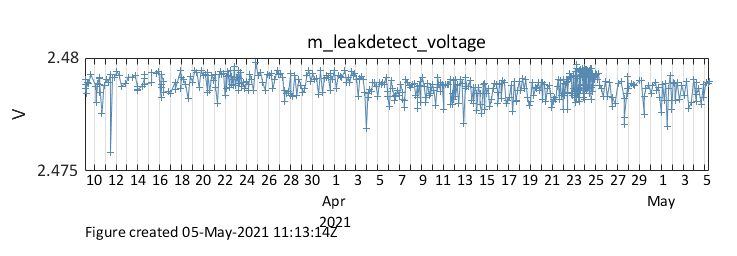 m_leakdetect_voltage
2.48
V
2.475
10 12 14 16 18 20 22 24 26 28 30 1 3 5 7 9 11 13 15 17 19 21 23 25 27 29 1 3 5
Apr May
2021
Figure created 05-May-2021 11:13:14Z